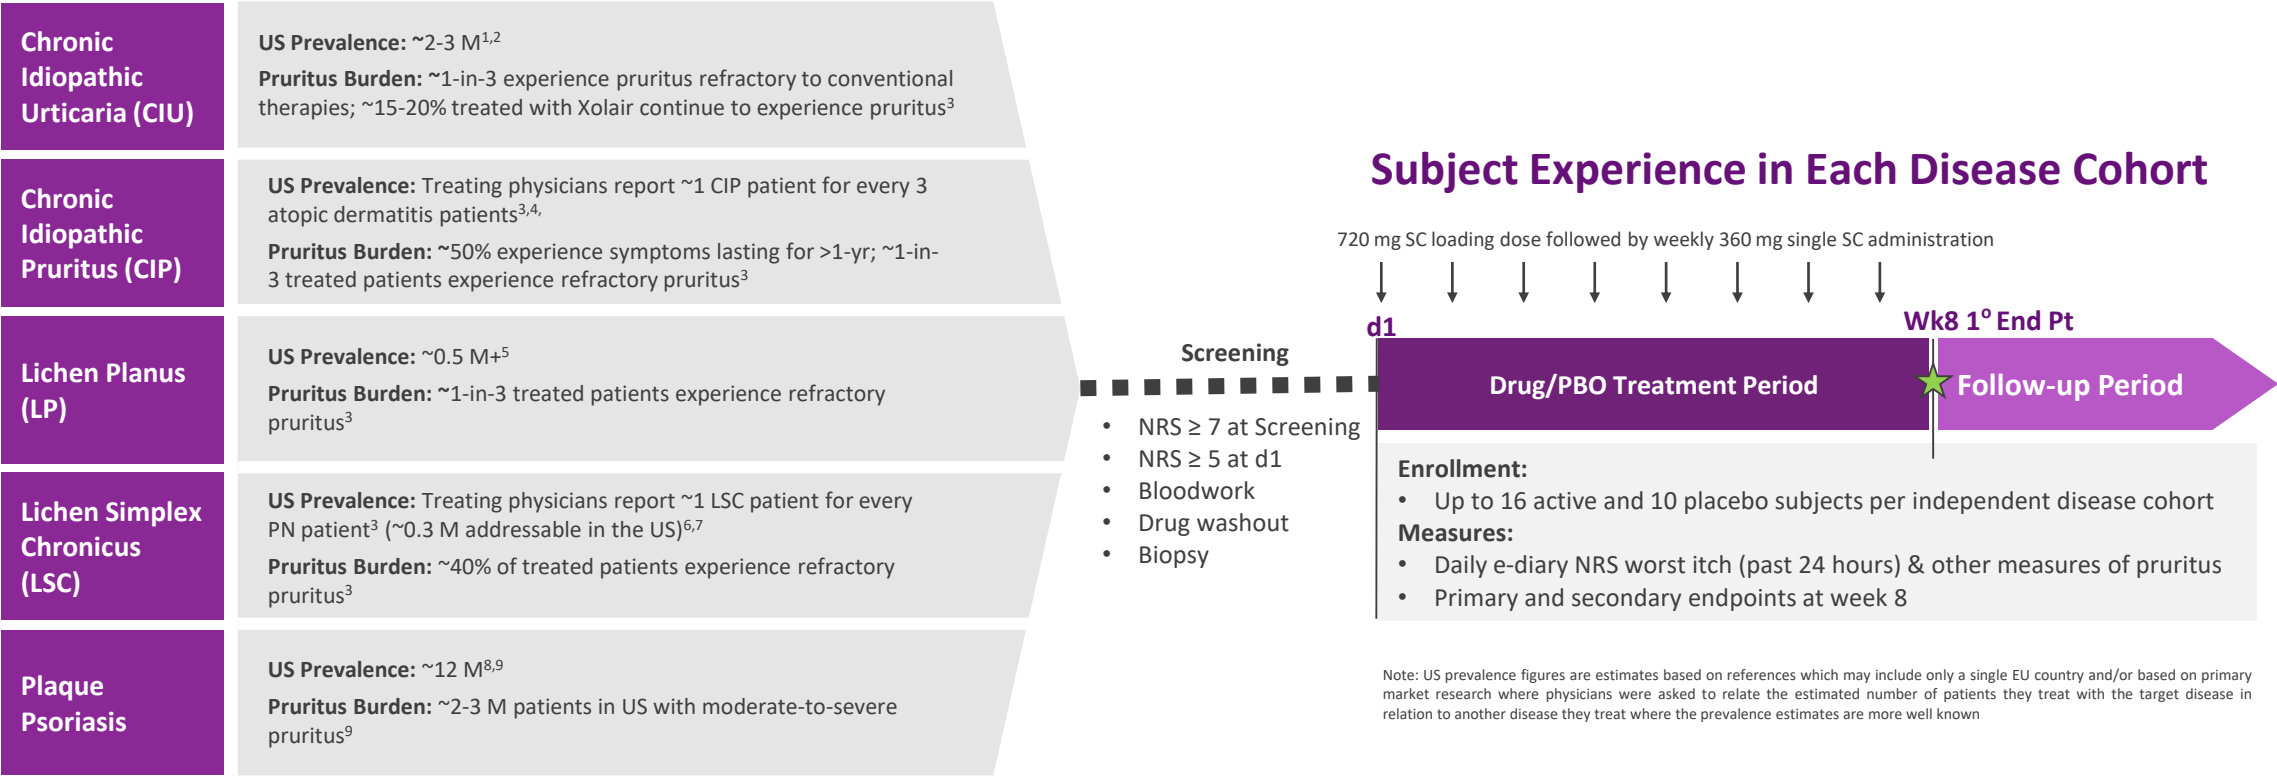 Chronic
Idiopathic
Urticaria (CIU)
US Prevalence: ~2-3 M1,2
Pruritus Burden: ~1-in-3 experience pruritus refractory to conventional
therapies; ~15-20% treated with Xolair continue to experience pruritus3
Chronic
Idiopathic
Pruritus (CIP)
US Prevalence: Treating physicians report ~1 CIP patient for every 3
atopic dermatitis patients3,4,
Pruritus Burden: ~50% experience symptoms lasting for >1-yr; ~1-in-
3 treated patients experience refractory pruritus3
Lichen Planus
(LP)
US Prevalence: ~0.5 M+5
Pruritus Burden: ~1-in-3 treated patients experience refractory
pruritus3
Lichen Simplex
Chronicus
(LSC)
US Prevalence: Treating physicians report ~1 LSC patient for every
PN patient3 (~0.3 M addressable in the US)6,7
Pruritus Burden: ~40% of treated patients experience refractory
pruritus3
Plaque
Psoriasis
US Prevalence: ~12 M8,9
Pruritus Burden: ~2-3 M patients in US with moderate-to-severe
pruritus9
Screening
• NRS ≥ 7 at Screening
• NRS ≥ 5 at d1
• Bloodwork
• Drug washout
• Biopsy
Subject Experience in Each Disease Cohort
720 mg SC loading dose followed by weekly 360 mg single SC administration
d1
Wk8 1º End Pt
Drug/PBO Treatment Period
Follow-up Period
Enrollment:
• Up to 16 active and 10 placebo subjects per independent disease cohort
Measures:
• Daily e-diary NRS worst itch (past 24 hours) & other measures of pruritus
• Primary and secondary endpoints at week 8
Note: US prevalence figures are estimates based on references which may include only a single EU country and/or based on primary
market research where physicians were asked to relate the estimated number of patients they treat with the target disease in
relation to another disease they treat where the prevalence estimates are more well known